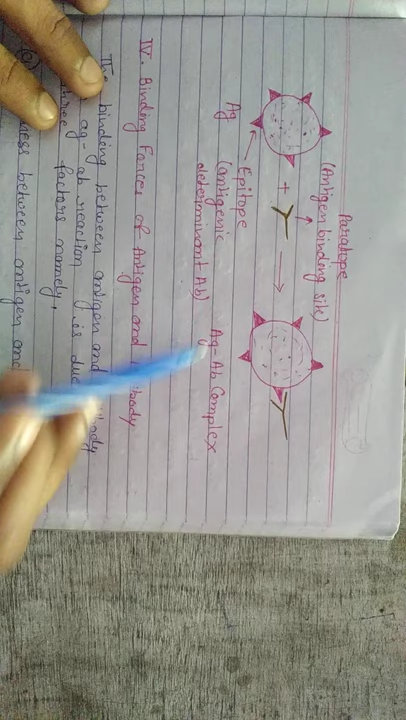 Paratope
(Antigen binding site)
+
Ag
Epitope
(antigenic
determinant Ab)
Ag-Ab Complex
IV. Binding Forces of Antigen and
The binding between antigen and
ag-ab reaction is due
three factors namely,
between antigen and